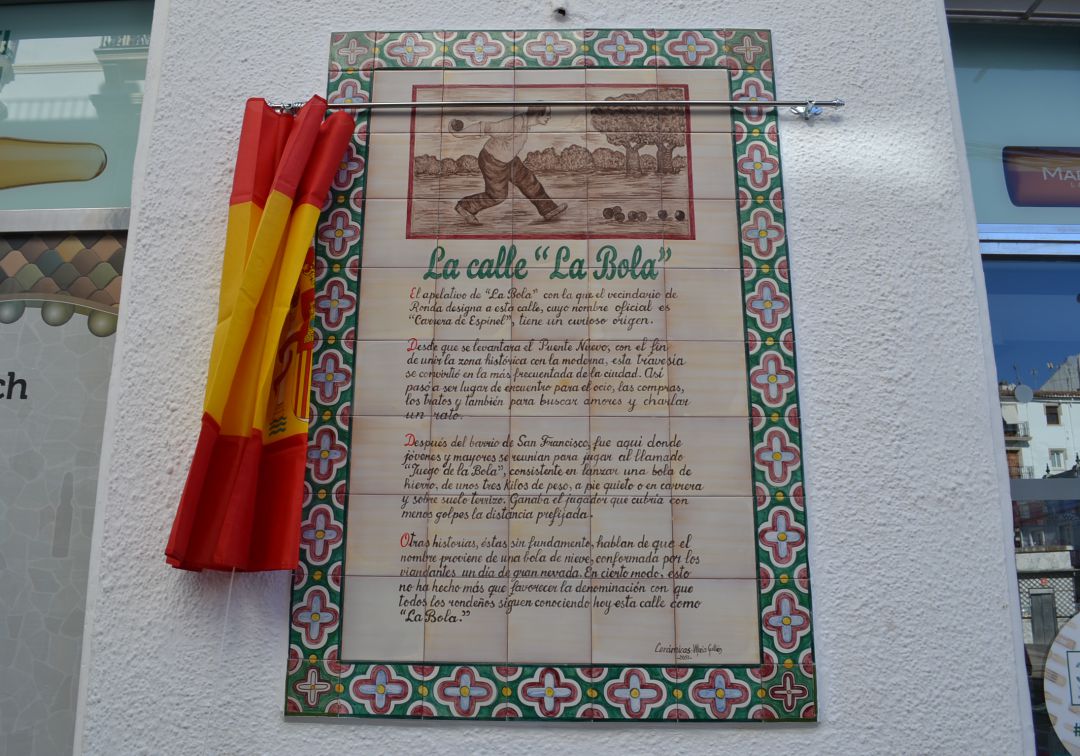 La calle "La Bola"
El apelativo de "La Bola" con la que el vecindario de
Ronda designa a esta calle, cuyo nombre oficial es
"Carrera de Espinel", tiene un curioso origen.
Desde que se levantara el Puente Nuevo, con el fin
de unir la zona histórica con la moderna, esta travesía
se convirtió en la más frecuentada de la ciudad. Así
pasó a ser lugar de encuentro para el ocio, las compras,
los tratos y también para buscar amores y charlar
un rato.
Después del barrio de San Francisco, fue aquí donde
jóvenes y mayores se reunían para jugar al llamado
"Juego de la Bola", consistente en lanzar una bola de
hierro, de unos tres kilos de peso, a pie quieto o en carrera
y sobre suelo terrizo. Ganaba el jugador que cubría con
menos golpes la distancia prefijada.
Otras historias, éstas sin fundamento, hablan de que el
nombre proviene de una bola de nieve, conformada por los
viandantes un día de gran nevada. En cierto modo, esto
no ha hecho más que favorecer la denominación con que
todos los rondeños siguen conociendo hoy esta calle como
"La Bola."
Cerámicas
ch